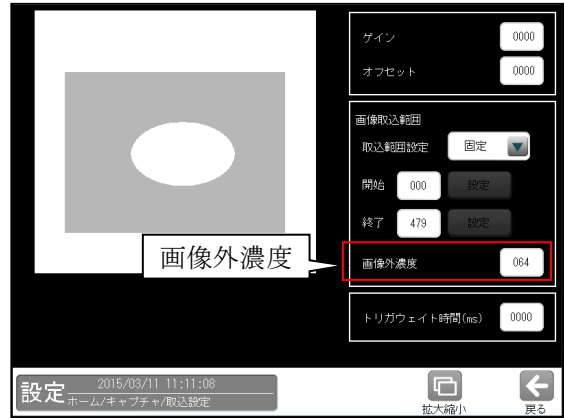 ゲイン 0000
オフセット 0000
画像取込範囲
取込範囲設定 固定
開始 000 設定
終了 479 設定
画像外濃度
画像外濃度 064
トリガウェイト時間(ms) 0000
設定 2015/03/11 11:11:08
ホーム/キャプチャ/取込設定
拡大縮小 戻る